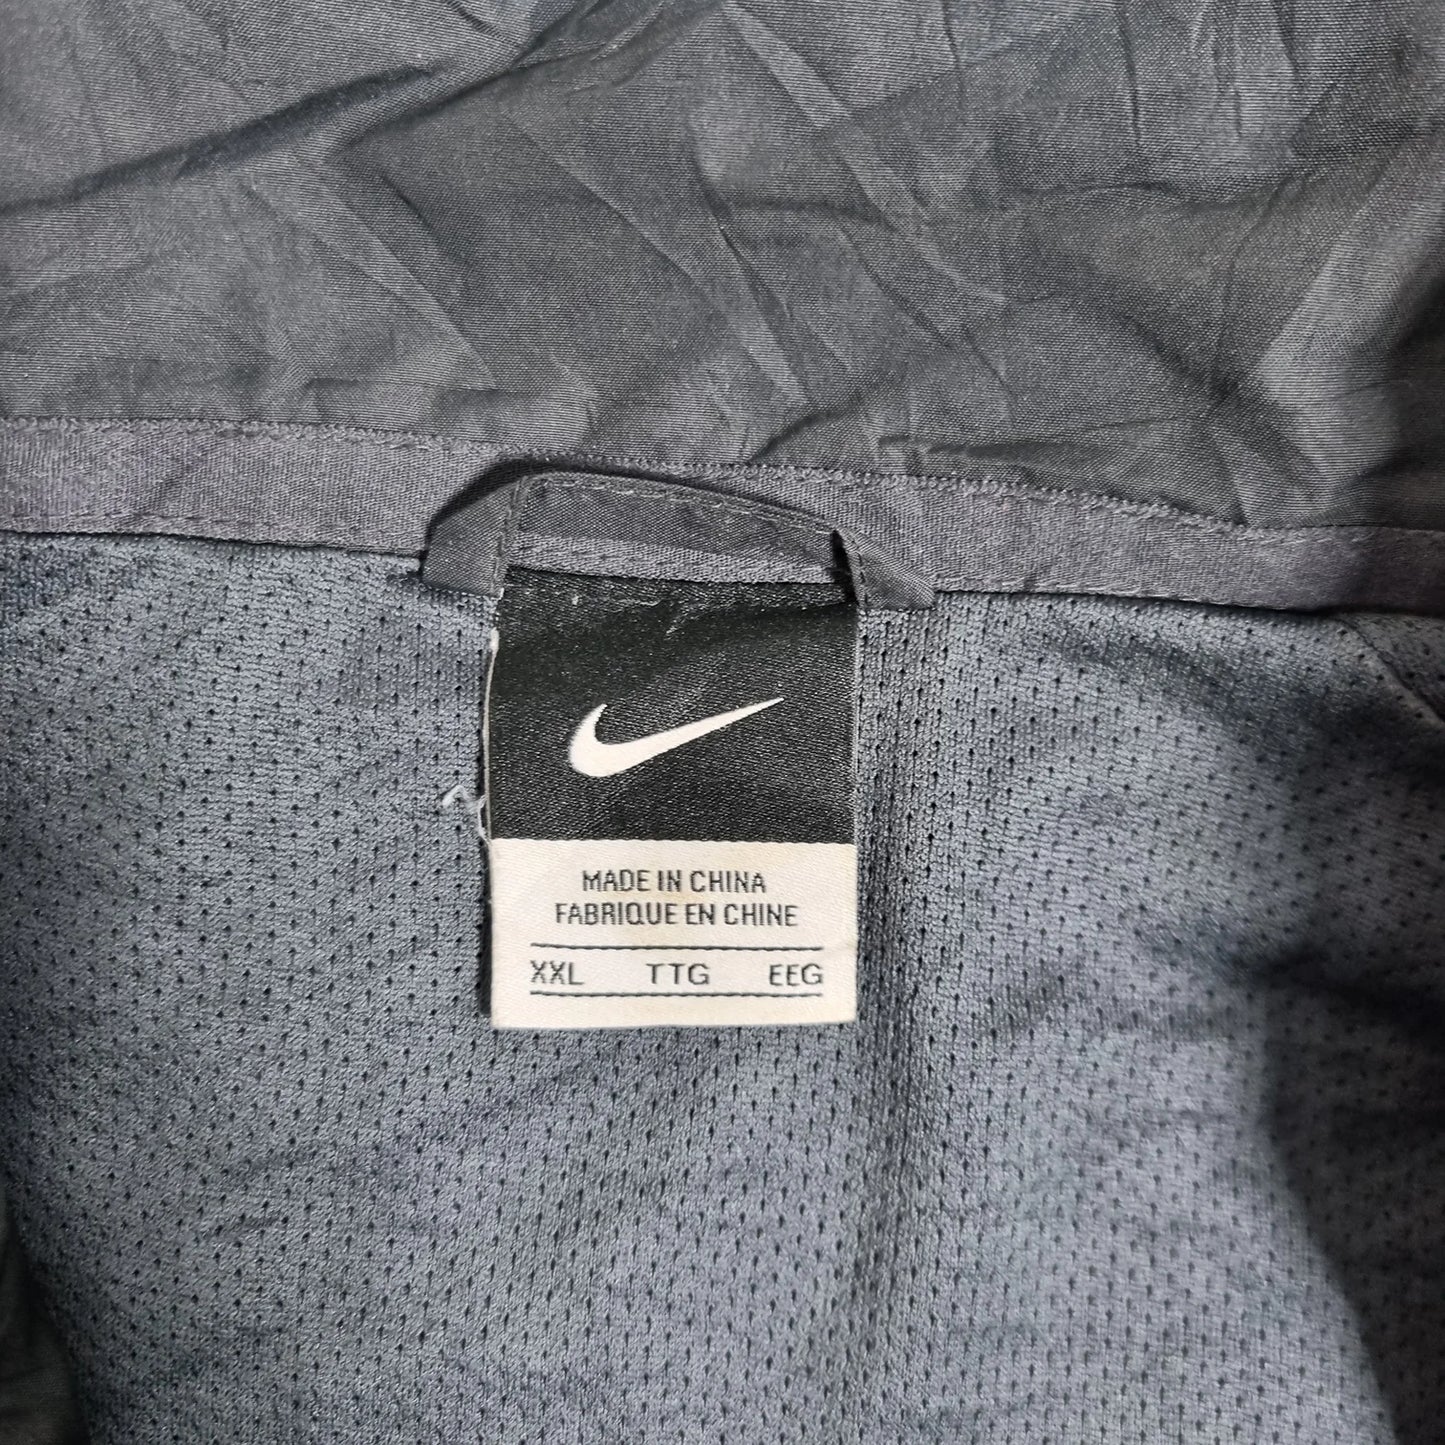 MADE IN CHINA
FABRIQUE EN CHINE
XXL TTG EEG